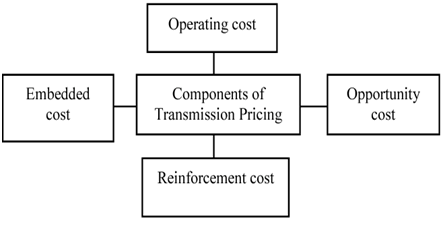 Operating cost
Embedded
cost
Components of
Transmission Pricing
Opportunity
cost
Reinforcement cost